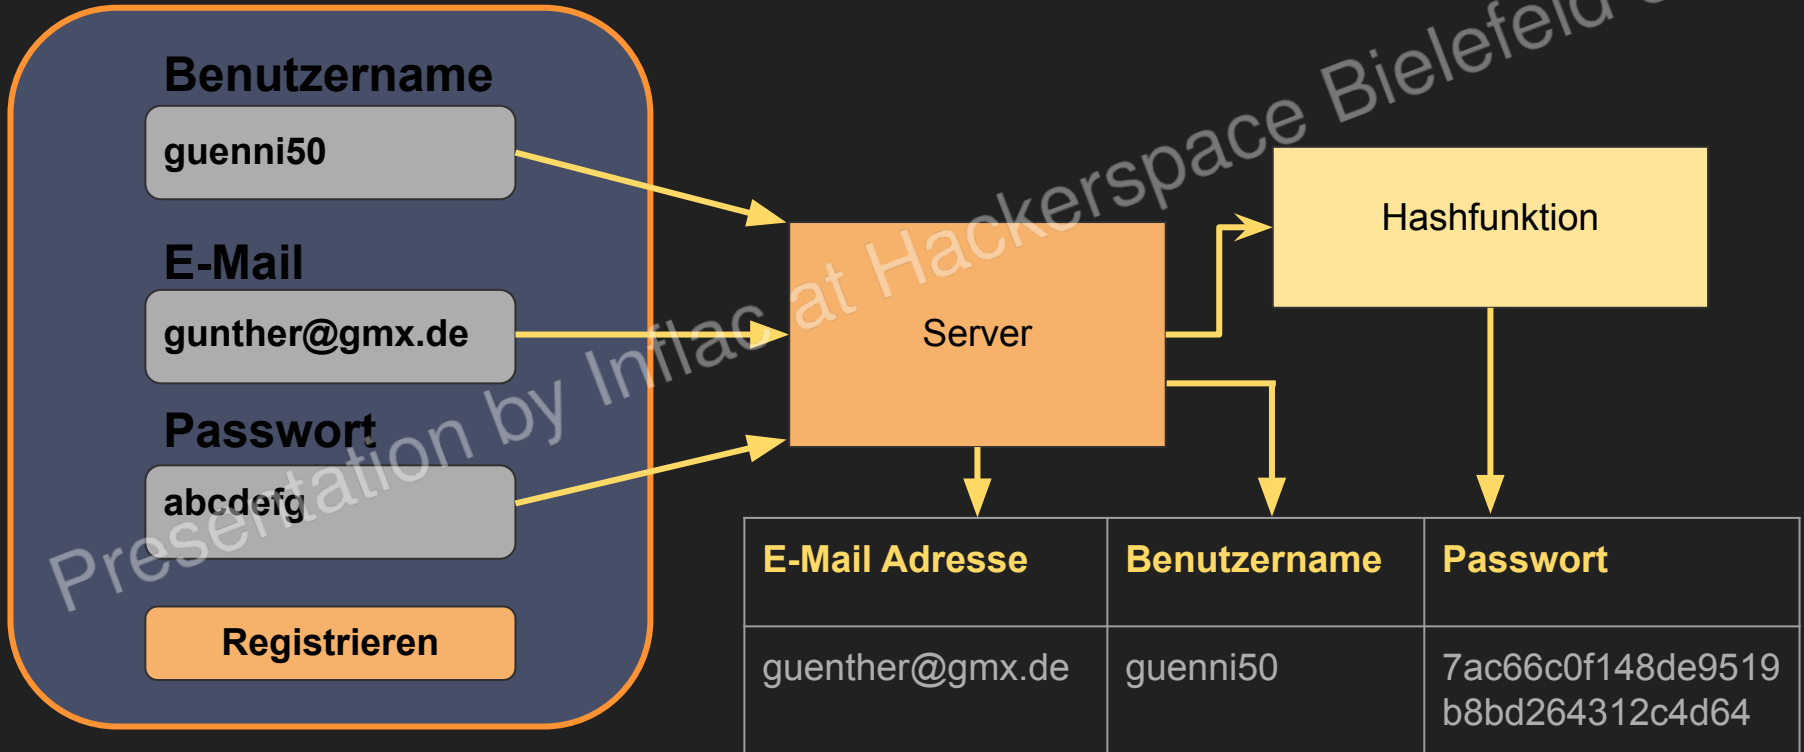 Benutzername
guenni50
E-Mail
gunther@gmx.de
Passwort
abcdefg
Registrieren
Server
Hashfunktion
E-Mail Adresse
Benutzername
Passwort
guenther@gmx.de
guenni50
7ac66c0f148de9519
b8bd264312c4d64
Presentation by Inflac at Hackerspace Bielefeld